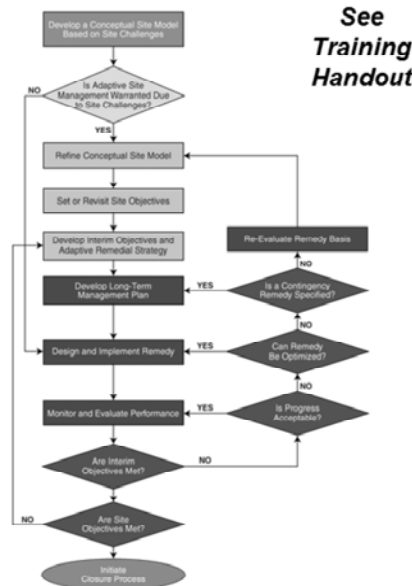 Develop a Conceptual Site Model
Based on Site Challenges
See
Training
Handout
NO
Is Adaptive Site
Management Warranted Due
to Site Challenges?
YES
Refine Conceptual Site Model
Set or Revisit Site Objectives
Develop Interim Objectives and
Adaptive Remedial Strategy
Re-Evaluate Remedy Basis
NO
Develop Long-Term
Management Plan
YES
Is a Contingency
Remedy Specified?
NO
Design and Implement Remedy
YES
Can Remedy
Be Optimized?
NO
Monitor and Evaluate Performance
YES
Is Progress
Acceptable?
Are Interim
Objectives Met?
NO
NO
Are Site
Objectives Met?
Initiate
Closure Process